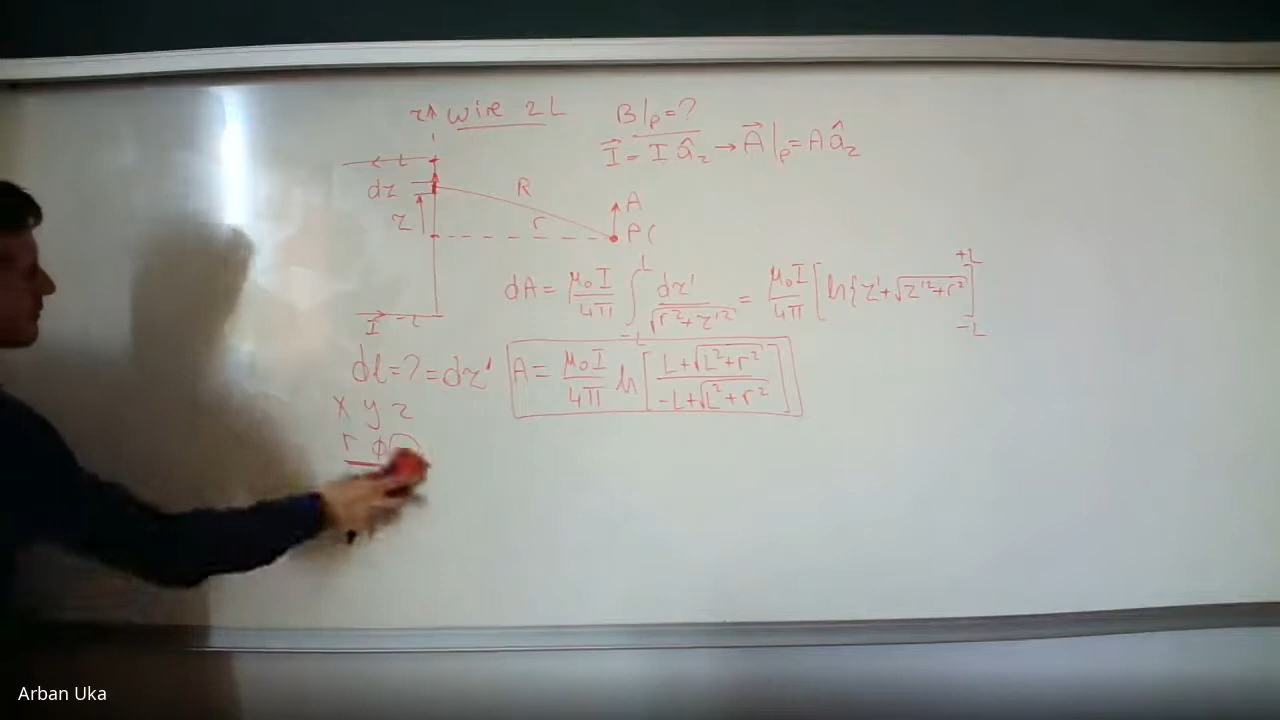 z wire 2L B|p=?
I⃗ = I âz → A⃗|p = A âz
L
dz R
A
z r P(
dA = μ₀I/4π ∫_{-L}^{L} dz'/√(r²+z'²) = μ₀I/4π [ln{z'+√(z'²+r²)}]_{-L}^{+L}
I -L
dl=?=dz' A = μ₀I/4π ln[(L+√(L²+r²))/(-L+√(L²+r²))]
x y z
r ϕ
Arban Uka